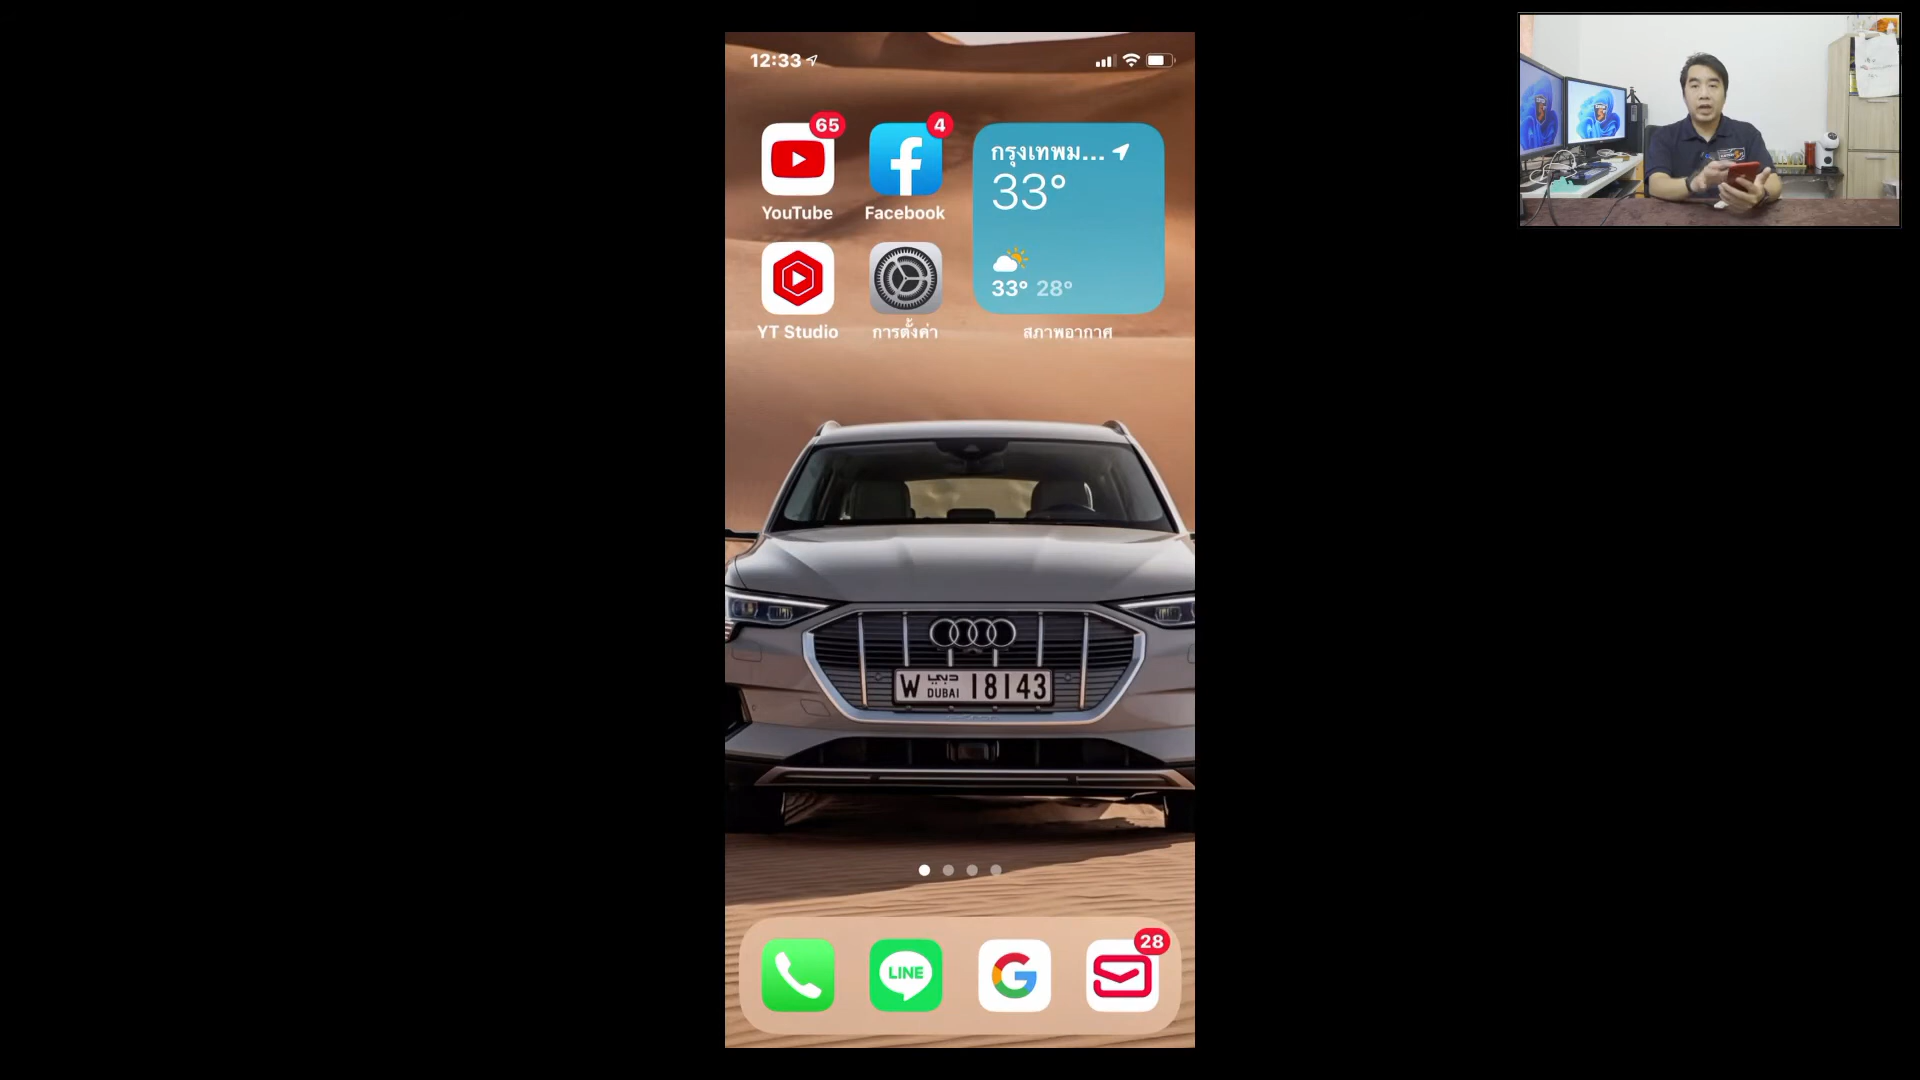 12:33
65
4
YouTube
Facebook
กรุงเทพม...
33°
33° 28°
YT Studio
การตั้งค่า
สภาพอากาศ
W دبي DUBAI 18143
LINE
28